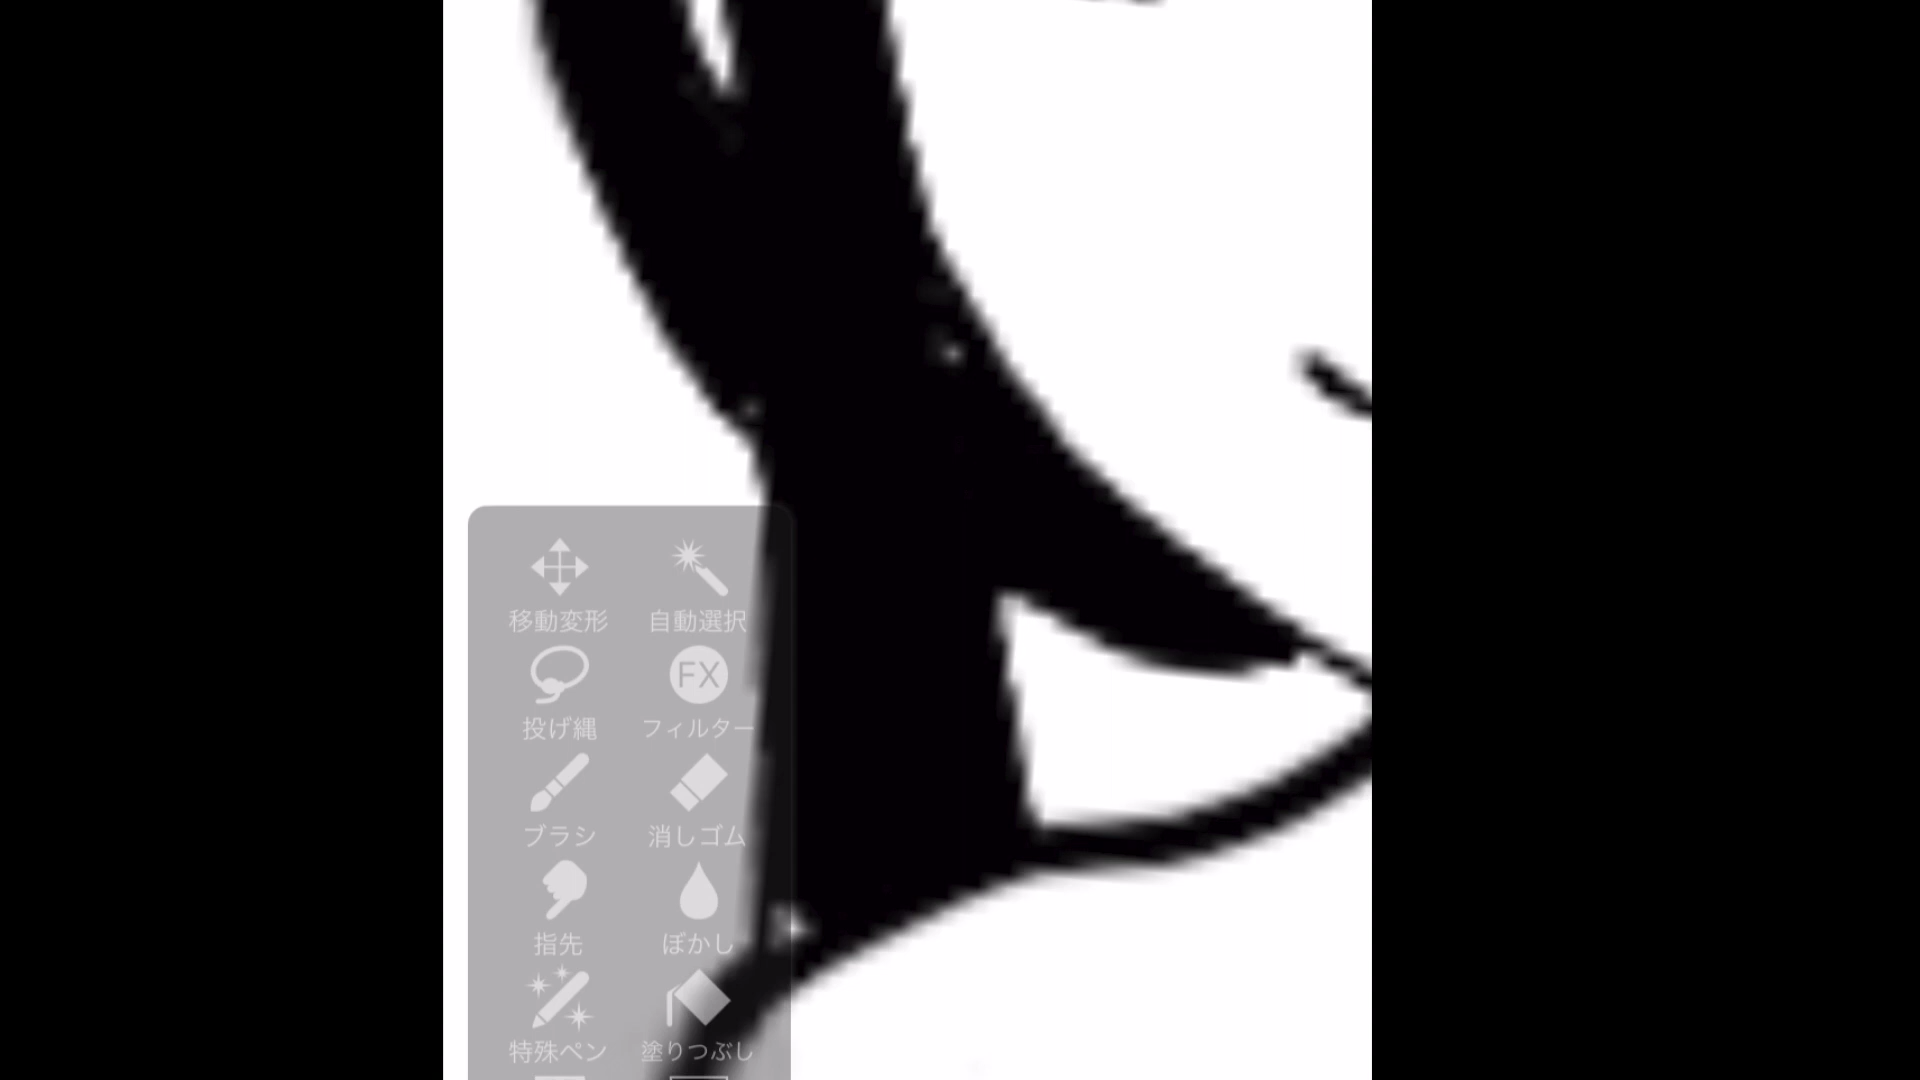 移動変形 自動選択
投げ縄 FX フィルター
ブラシ 消しゴム
指先 ぼかし
特殊ペン 塗りつぶし